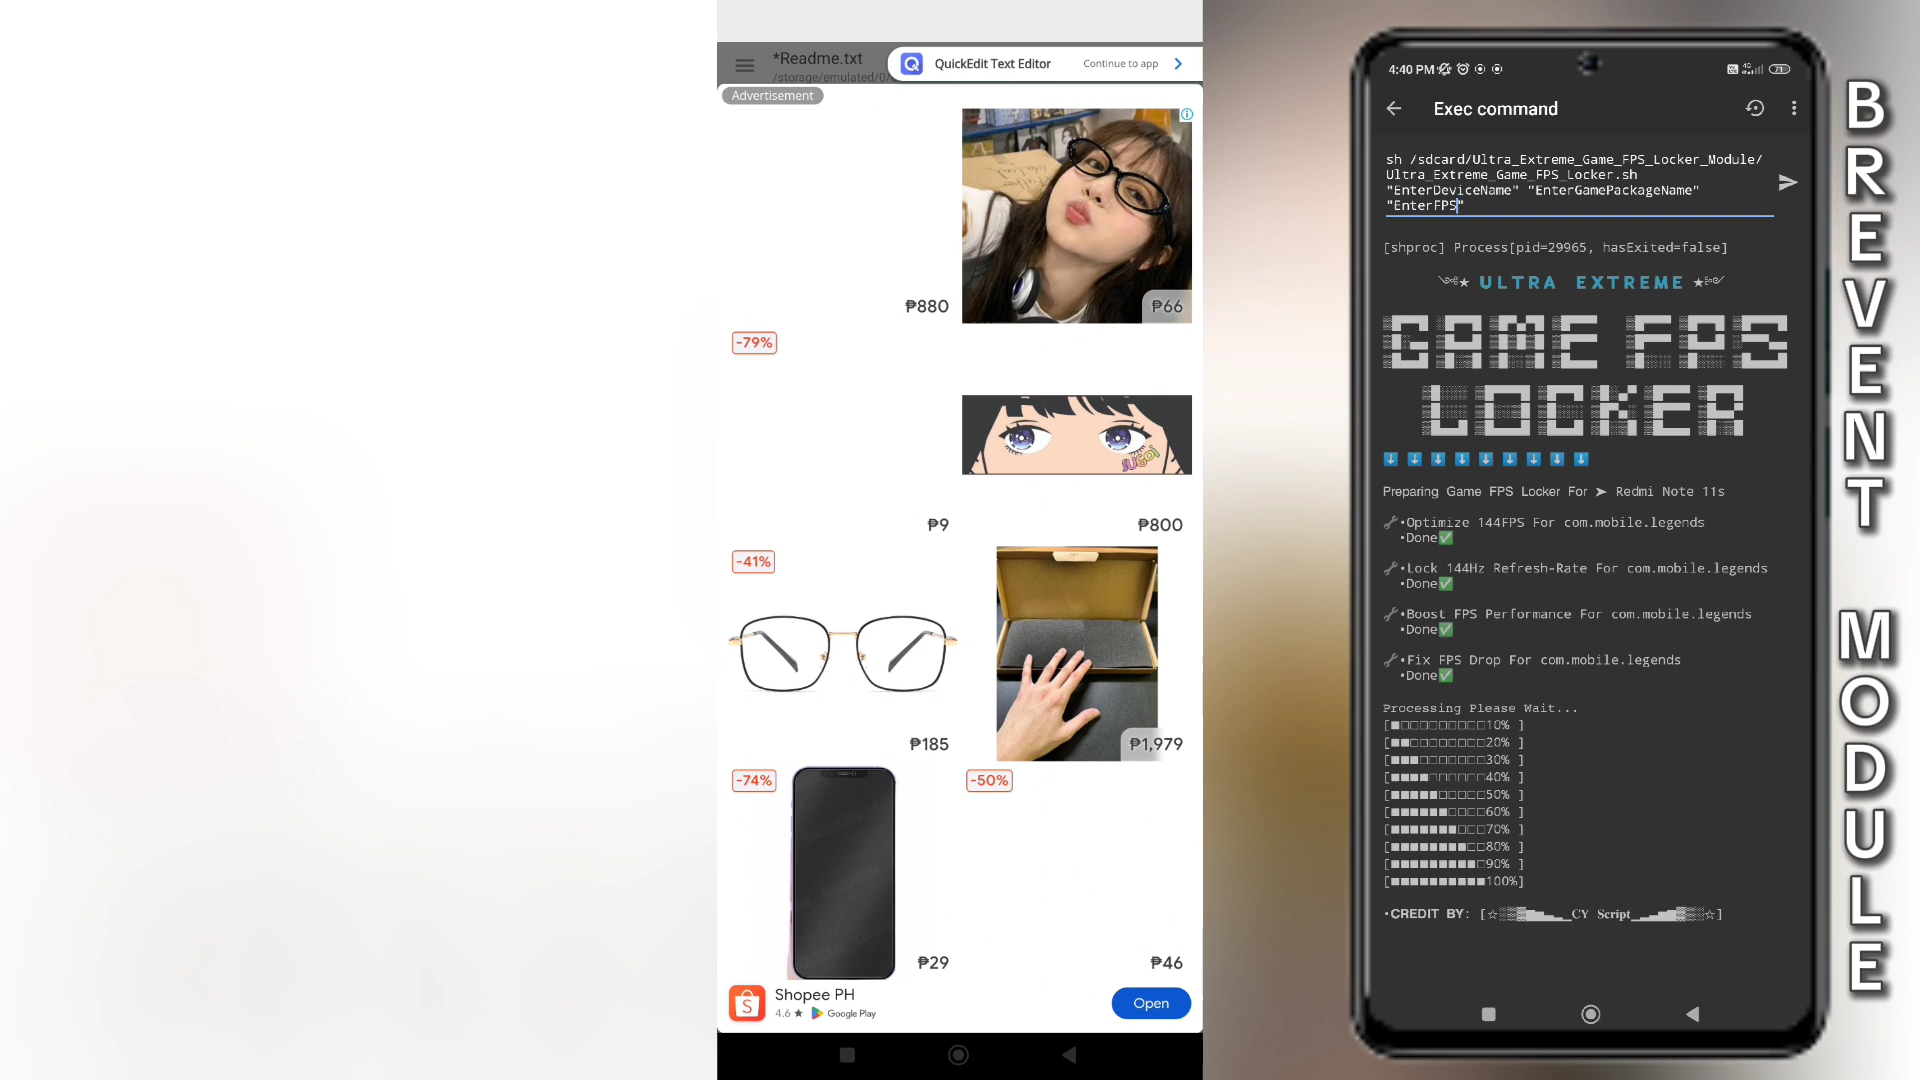 *Readme.txt
/storage/emulated/0/
QuickEdit Text Editor
Continue to app
Advertisement
₱880
₱66
-79%
SUGOI
₱9
₱800
-41%
₱185
₱1,979
-74%
-50%
₱29
₱46
Shopee PH
4.6 ★ Google Play
Open
4:40 PM
4G
71
Exec command
sh /sdcard/Ultra_Extreme_Game_FPS_Locker_Module/
Ultra_Extreme_Game_FPS_Locker.sh
"EnterDeviceName" "EnterGamePackageName"
"EnterFPS"
[shproc] Process[pid=29965, hasExited=false]
ULTRA EXTREME
GAME FPS
LOCKER
Preparing Game FPS Locker For ➤ Redmi Note 11s
•Optimize 144FPS For com.mobile.legends
•Done✅
•Lock 144Hz Refresh-Rate For com.mobile.legends
•Done✅
•Boost FPS Performance For com.mobile.legends
•Done✅
•Fix FPS Drop For com.mobile.legends
•Done✅
Processing Please Wait...
[■□□□□□□□□□10% ]
[■■□□□□□□□□20% ]
[■■■□□□□□□□30% ]
[■■■■□□□□□□40% ]
[■■■■■□□□□□50% ]
[■■■■■■□□□□60% ]
[■■■■■■■□□□70% ]
[■■■■■■■■□□80% ]
[■■■■■■■■■□90% ]
[■■■■■■■■■■100%]
•CREDIT BY: [☆░▒▓▆▅▃▂▁CY Script▁▂▃▅▆▓▒░☆]
BREVENT MODULE